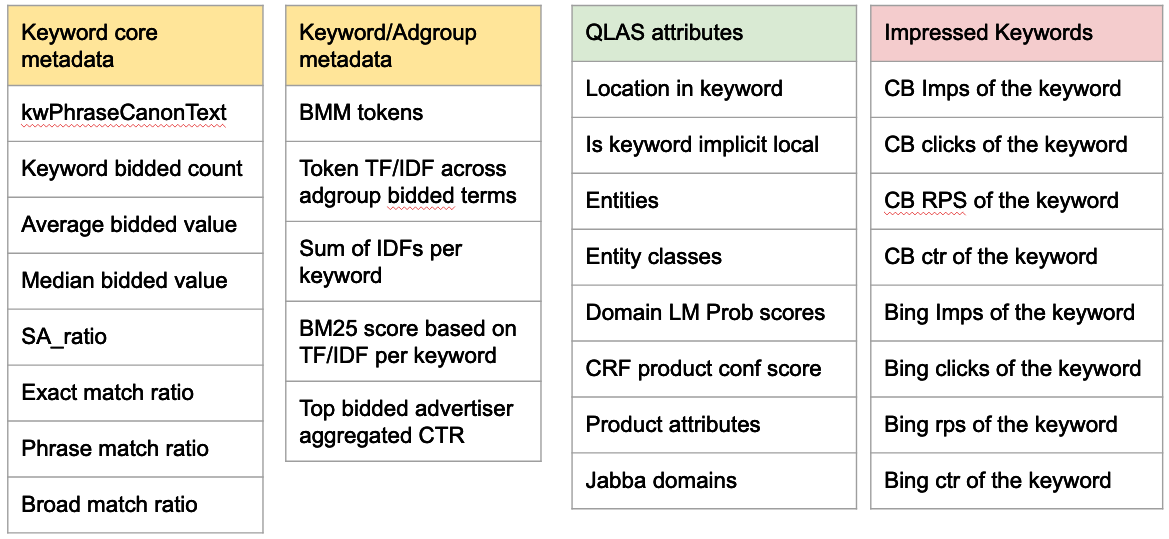 Keyword core
metadata
kwPhraseCanonText
Keyword bidded count
Average bidded value
Median bidded value
SA_ratio
Exact match ratio
Phrase match ratio
Broad match ratio
Keyword/Adgroup
metadata
BMM tokens
Token TF/IDF across
adgroup bidded terms
Sum of IDFs per
keyword
BM25 score based on
TF/IDF per keyword
Top bidded advertiser
aggregated CTR
QLAS attributes
Location in keyword
Is keyword implicit local
Entities
Entity classes
Domain LM Prob scores
CRF product conf score
Product attributes
Jabba domains
Impressed Keywords
CB Imps of the keyword
CB clicks of the keyword
CB RPS of the keyword
CB ctr of the keyword
Bing Imps of the keyword
Bing clicks of the keyword
Bing rps of the keyword
Bing ctr of the keyword